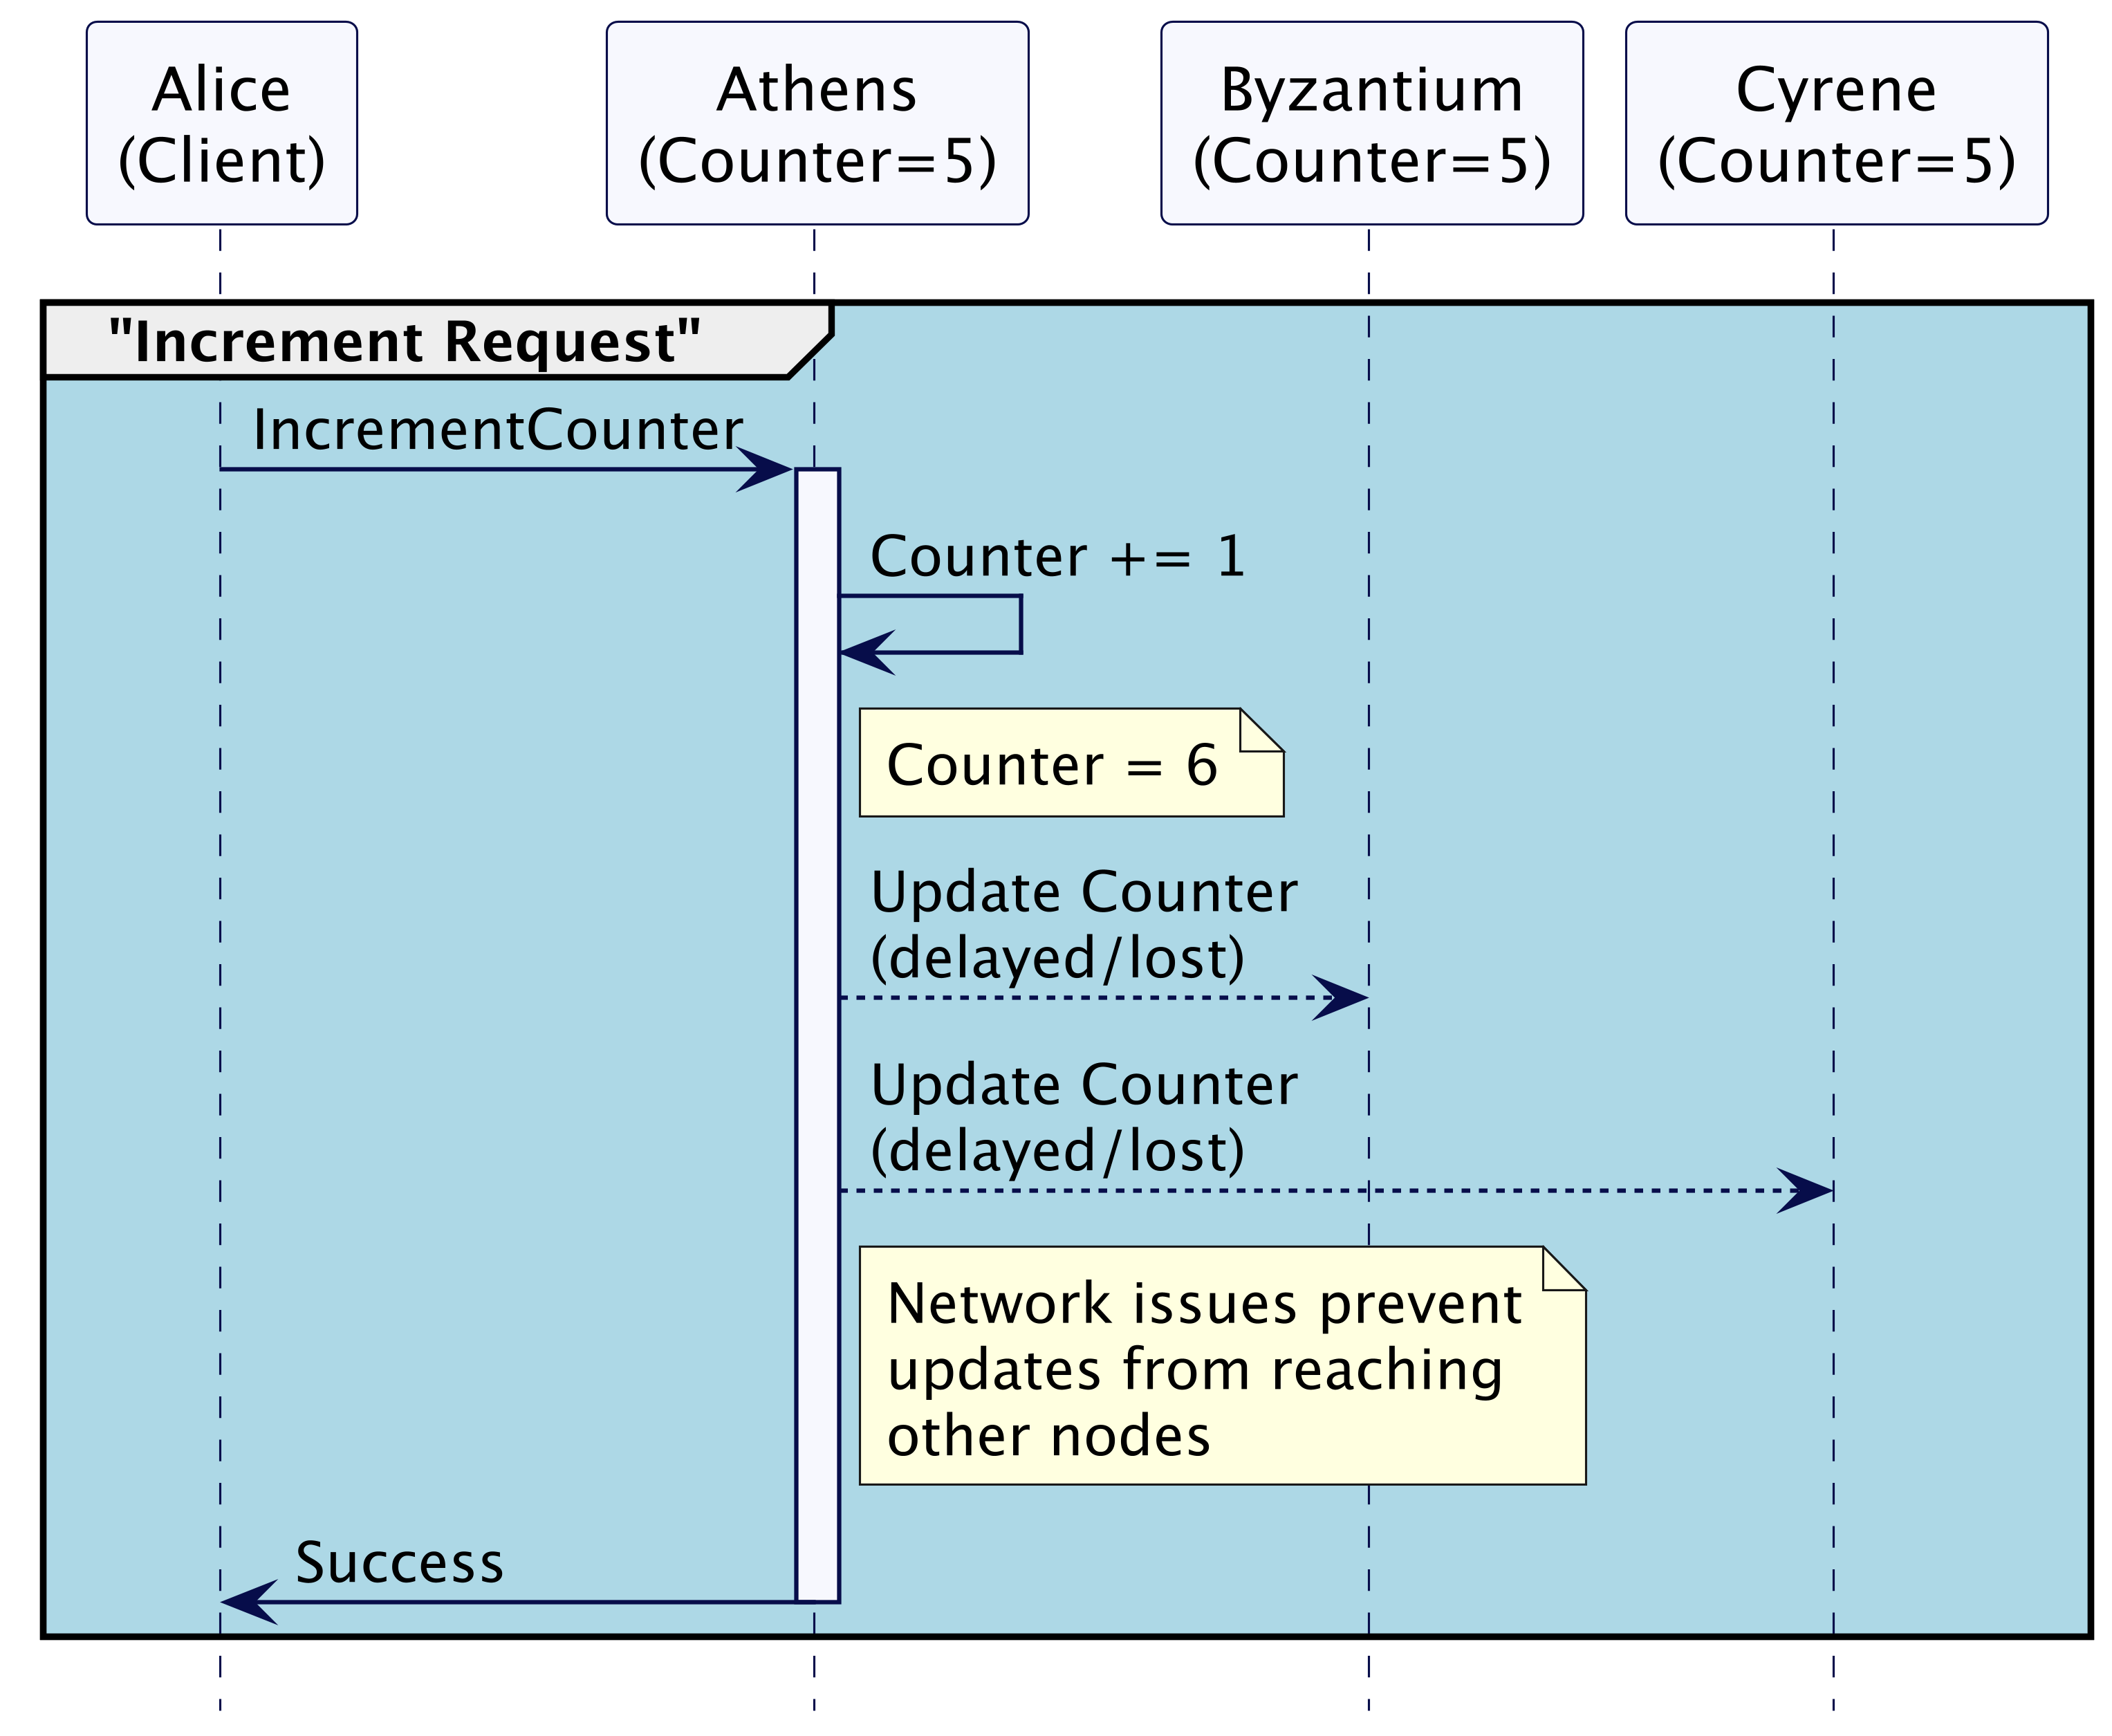 Alice
(Client)
Athens
(Counter=5)
Byzantium
(Counter=5)
Cyrene
(Counter=5)
"Increment Request"
IncrementCounter
Counter += 1
Counter = 6
Update Counter
(delayed/lost)
Update Counter
(delayed/lost)
Network issues prevent
updates from reaching
other nodes
Success